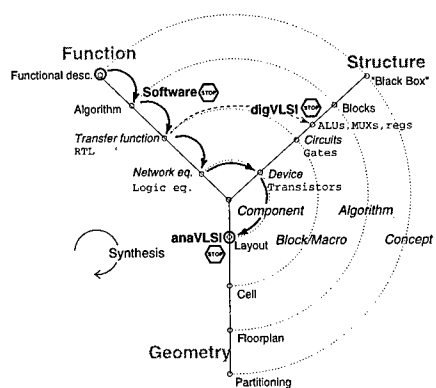 Function
Structure
Functional desc.
"Black Box"
Software STOP
Algorithm
digVLSI STOP
Blocks
ALUs,MUXs,regs
Transfer function
RTL
Circuits
Gates
Network eq.
Logic eq.
Device
Transistors
Component
Algorithm
anaVLSI
STOP
Layout
Block/Macro
Concept
Synthesis
Cell
Floorplan
Geometry
Partitioning